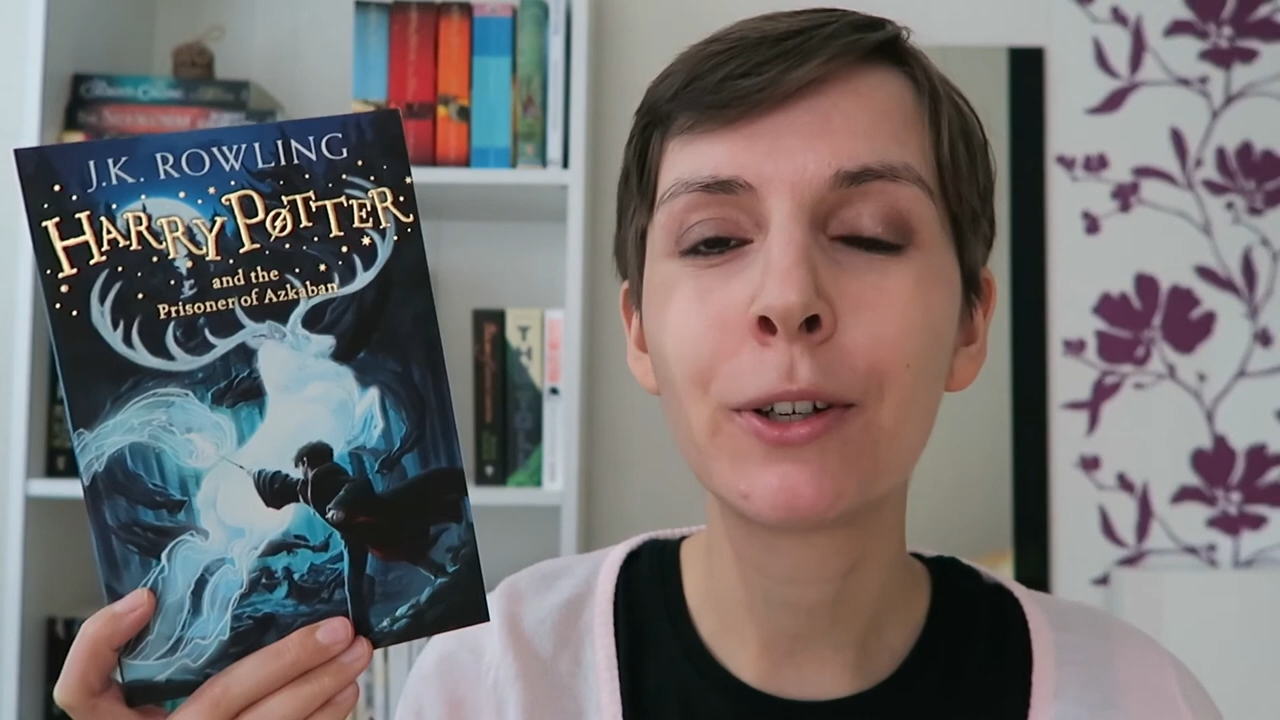 J.K. ROWLING
HARRY POTTER
and the
Prisoner of Azkaban